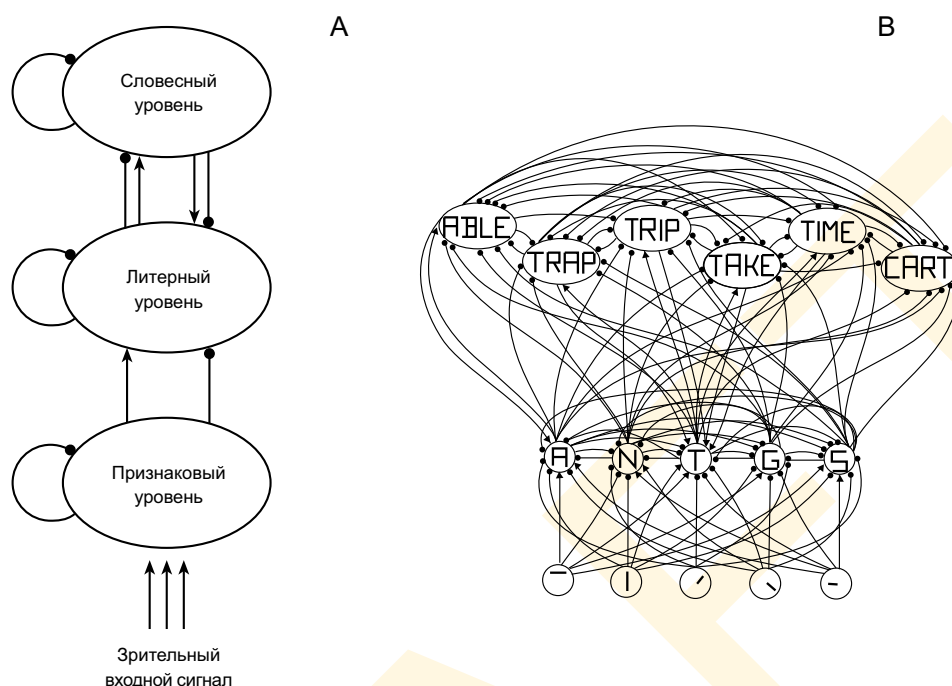 A
B
Словесный
уровень
Литерный
уровень
Признаковый
уровень
Зрительный
входной сигнал
ABLE
TRIP
TIME
TRAP
TAKE
CART
A
N
T
G
S